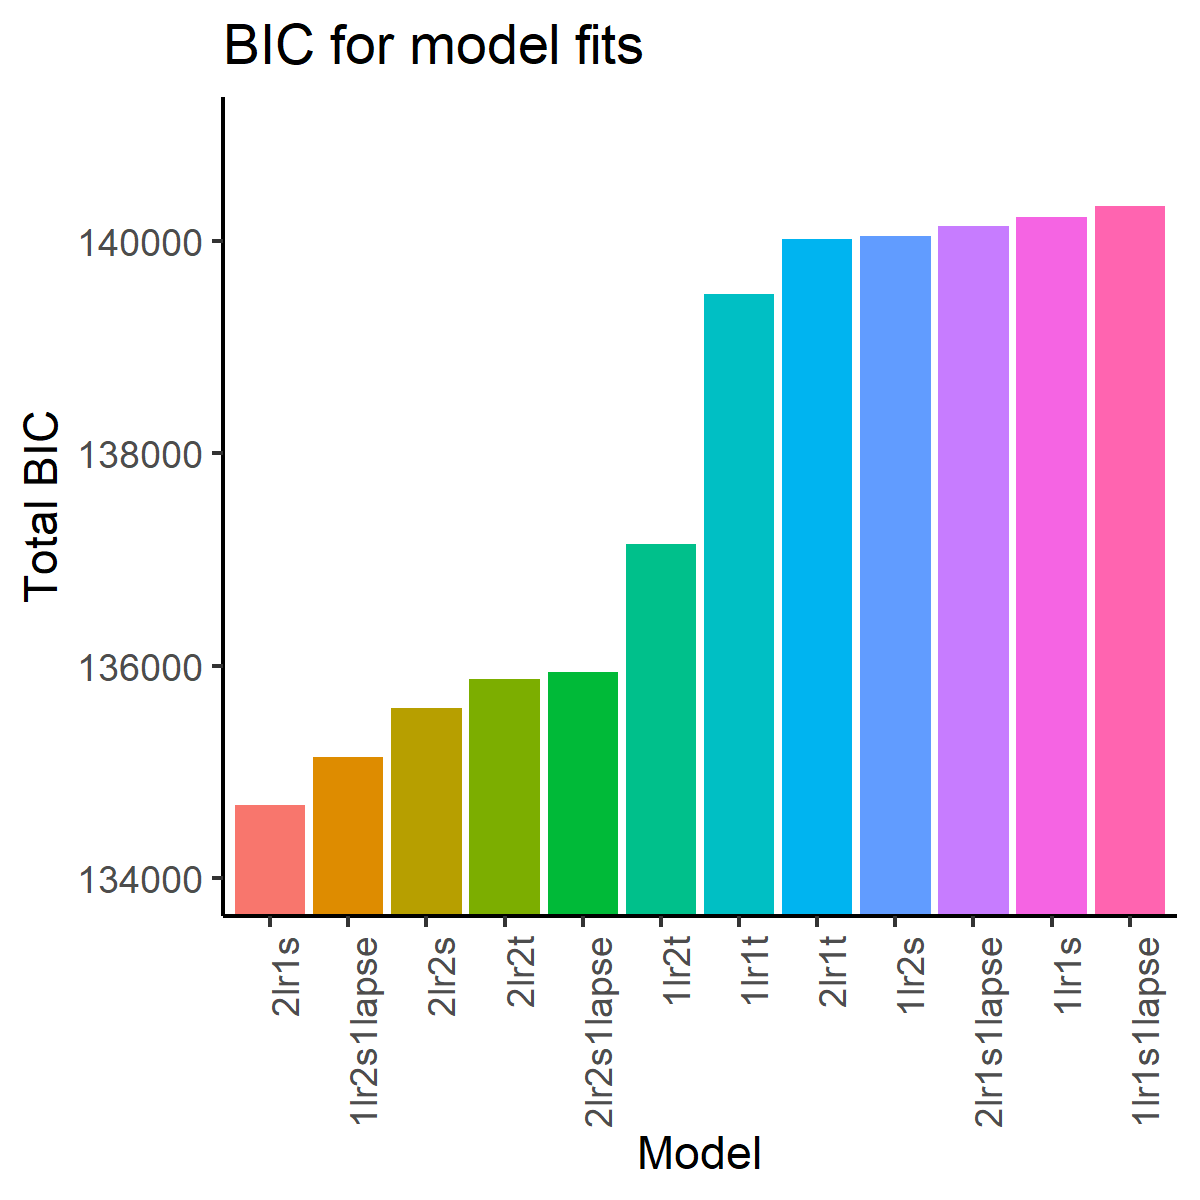 BIC for model fits
Total BIC
140000
138000
136000
134000
2lr1s
1lr2s1lapse
2lr2s
2lr2t
2lr2s1lapse
1lr2t
1lr1t
2lr1t
1lr2s
2lr1s1lapse
1lr1s
1lr1s1lapse
Model